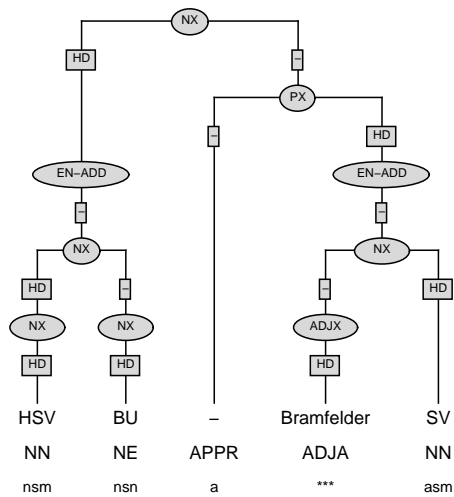 NX
HD –
PX
– HD
EN–ADD EN–ADD
– –
NX NX
HD – – HD
NX NX ADJX
HD HD HD
HSV BU – Bramfelder SV
NN NE APPR ADJA NN
nsm nsn a *** asm